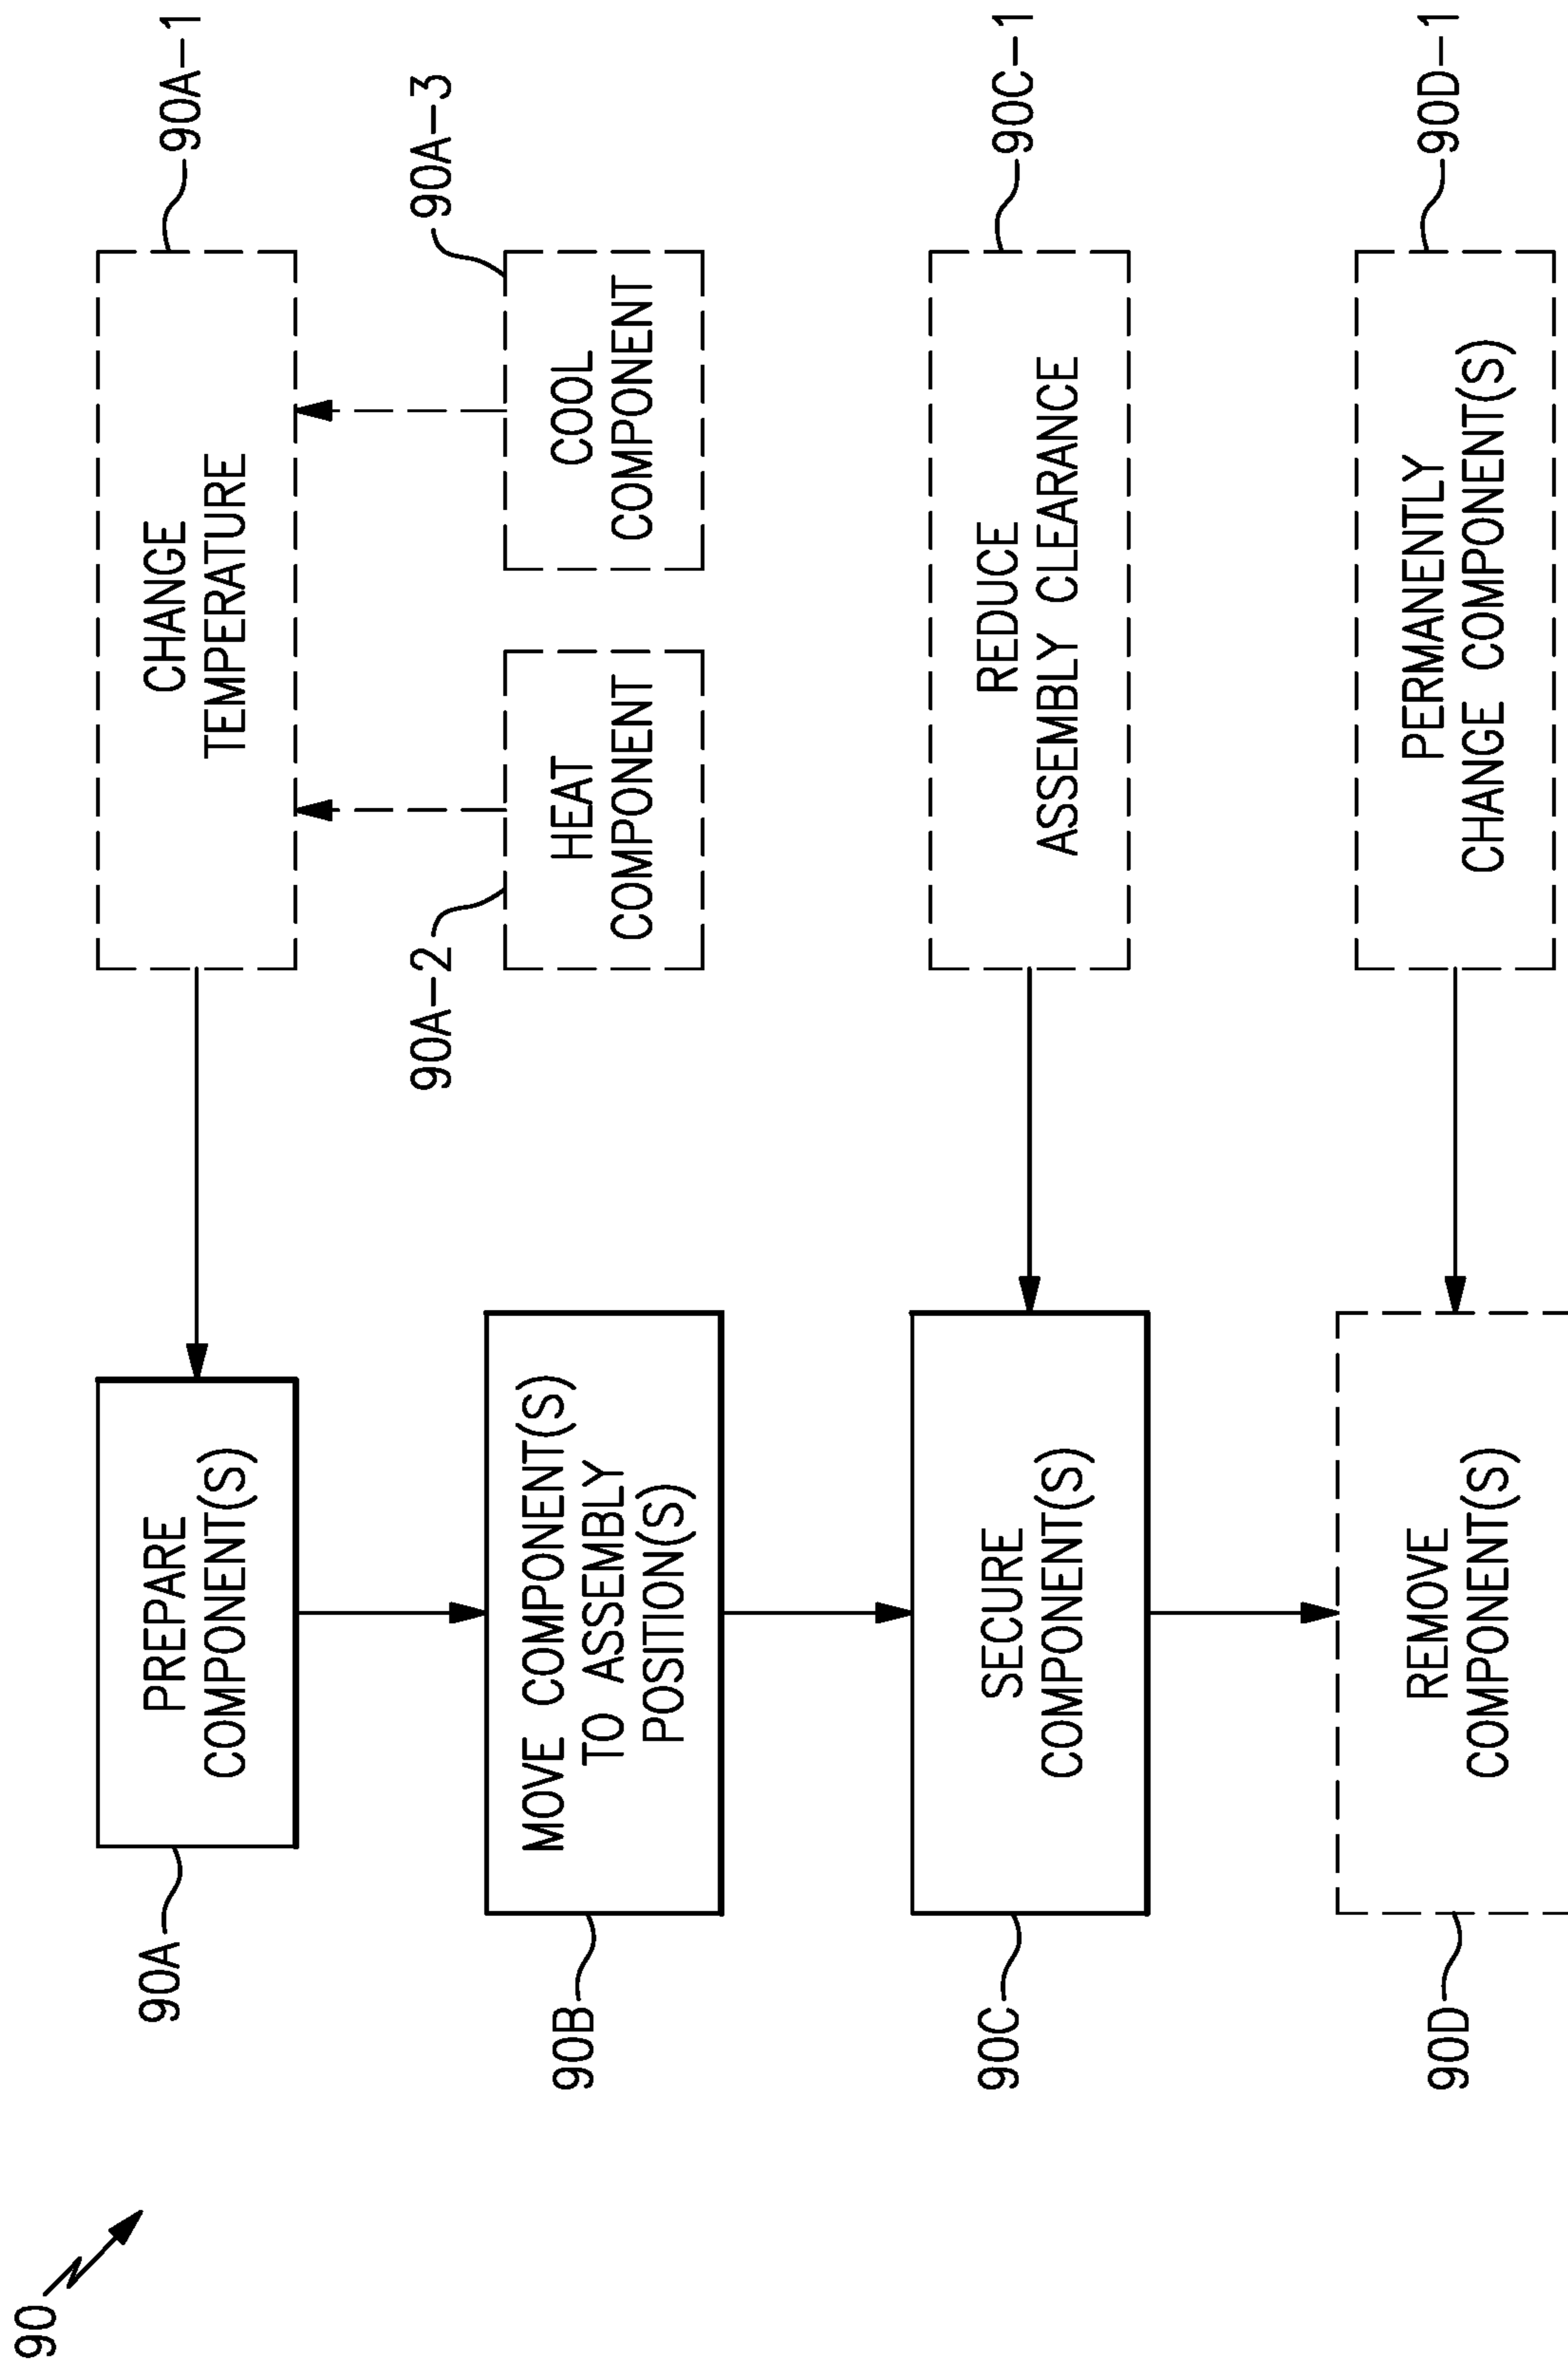 90
90A
PREPARE
COMPONENT(S)
CHANGE
TEMPERATURE
90A-1
90A-2
HEAT
COMPONENT
90A-3
COOL
COMPONENT
90B
MOVE COMPONENT(S)
TO ASSEMBLY
POSITION(S)
90C
SECURE
COMPONENT(S)
REDUCE
ASSEMBLY CLEARANCE
90C-1
90D
REMOVE
COMPONENT(S)
PERMANENTLY
CHANGE COMPONENT(S)
90D-1